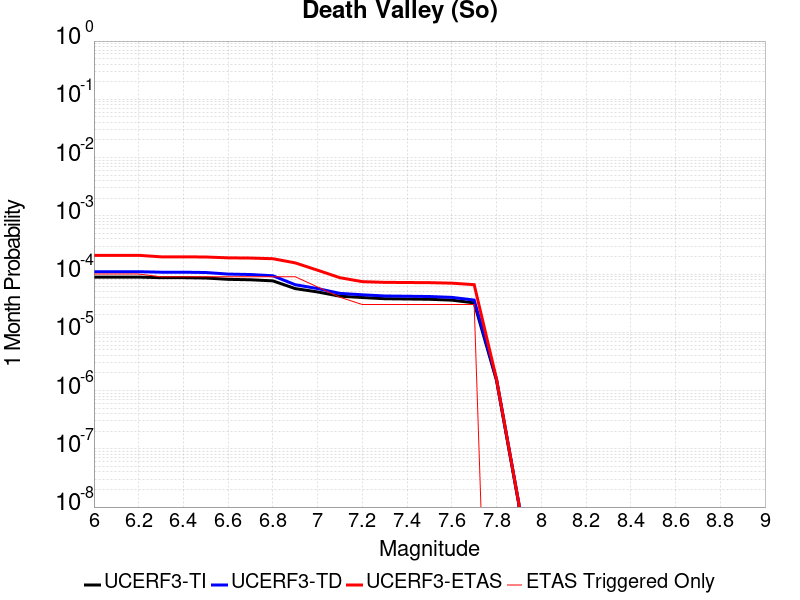 Death Valley (So)
10^0
10^-1
10^-2
10^-3
10^-4
10^-5
10^-6
10^-7
10^-8
1 Month Probability
6 6.2 6.4 6.6 6.8 7 7.2 7.4 7.6 7.8 8 8.2 8.4 8.6 8.8 9
Magnitude
UCERF3-TI UCERF3-TD UCERF3-ETAS ETAS Triggered Only